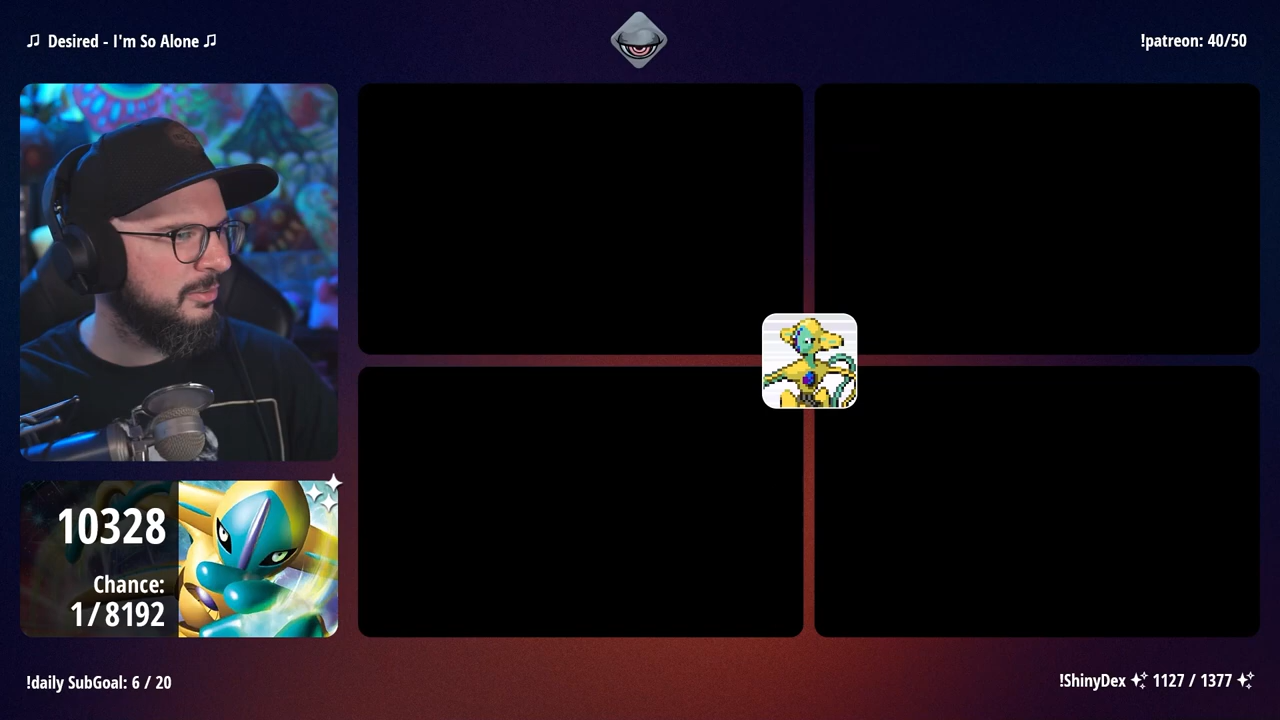 ♫ Desired - I'm So Alone ♫
!patreon: 40/50
10328
Chance:
1/8192
!daily SubGoal: 6 / 20
!ShinyDex ✨ 1127 / 1377 ✨